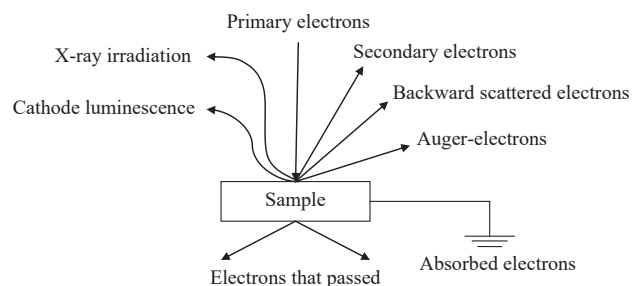 Primary electrons
X-ray irradiation
Secondary electrons
Backward scattered electrons
Cathode luminescence
Auger-electrons
Sample
Absorbed electrons
Electrons that passed